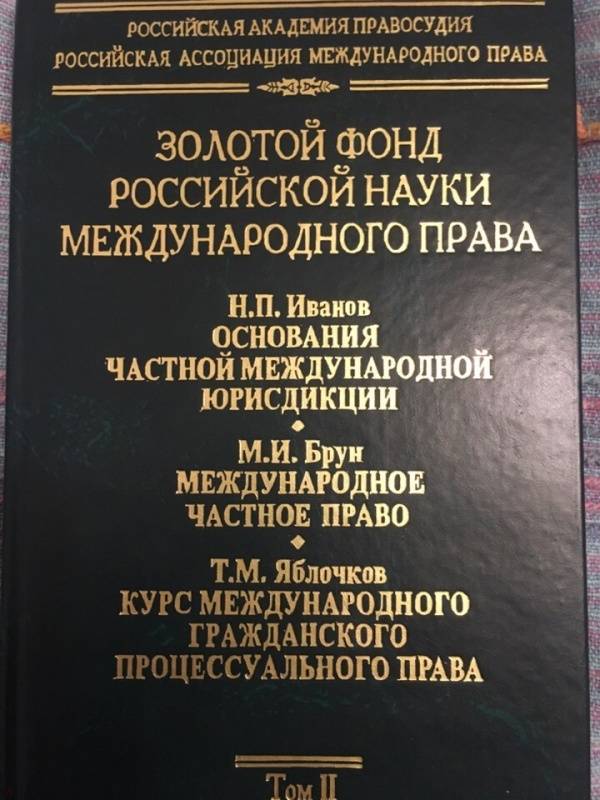 РОССИЙСКАЯ АКАДЕМИЯ ПРАВОСУДИЯ
РОССИЙСКАЯ АССОЦИАЦИЯ МЕЖДУНАРОДНОГО ПРАВА
ЗОЛОТОЙ ФОНД
РОССИЙСКОЙ НАУКИ
МЕЖДУНАРОДНОГО ПРАВА
Н.П. Иванов
ОСНОВАНИЯ
ЧАСТНОЙ МЕЖДУНАРОДНОЙ
ЮРИСДИКЦИИ
М.И. Брун
МЕЖДУНАРОДНОЕ
ЧАСТНОЕ ПРАВО
Т.М. Яблочков
КУРС МЕЖДУНАРОДНОГО
ГРАЖДАНСКОГО
ПРОЦЕССУАЛЬНОГО ПРАВА
Том II